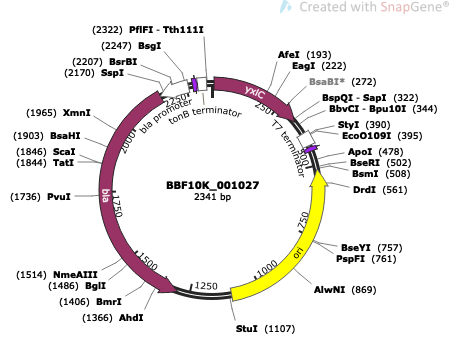 Created with SnapGene®
(2322) PflFI - Tth111I
(2247) BsgI
(2207) BsrBI
(2170) SspI
(1965) XmnI
(1903) BsaHI
(1846) ScaI
(1844) TatI
(1736) PvuI
(1514) NmeAIII
(1486) BglI
(1406) BmrI
(1366) AhdI
AfeI (193)
EagI (222)
BsaBI* (272)
BspQI - SapI (322)
BbvCI - Bpu10I (344)
StyI (390)
EcoO109I (395)
ApoI (478)
BseRI (502)
BsmI (508)
DrdI (561)
BseYI (757)
PspFI (761)
AlwNI (869)
StuI (1107)
yxlC
T7 terminator
ori
bla
bla promoter
tonB terminator
250
500
750
1000
1250
1500
1750
2000
2250
BBF10K_001027
2341 bp